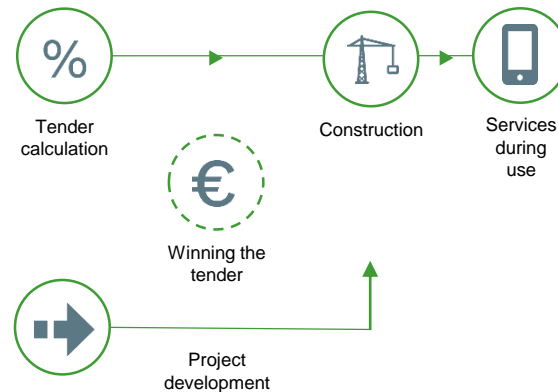 %
Tender
calculation
Construction
Services
during
use
€
Winning the
tender
Project
development